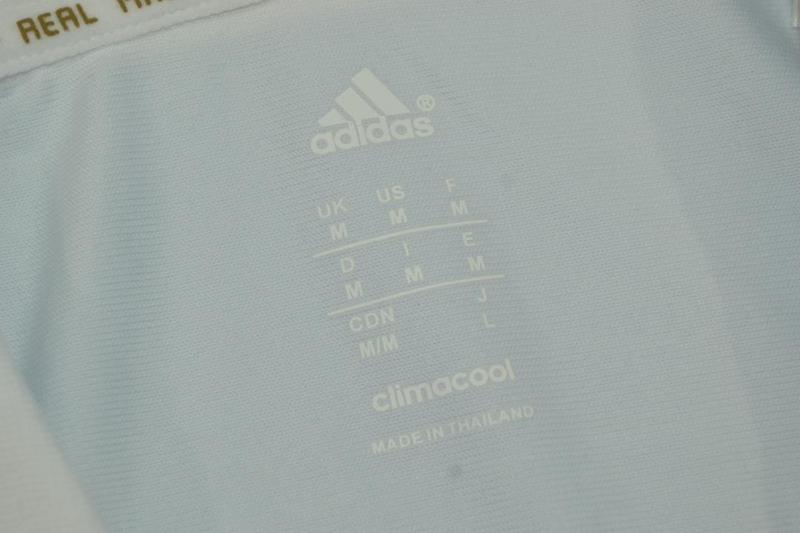 REAL
adidas®
UK US F
M M M
D I E
M M M
CDN J
M/M L
climacool
MADE IN THAILAND